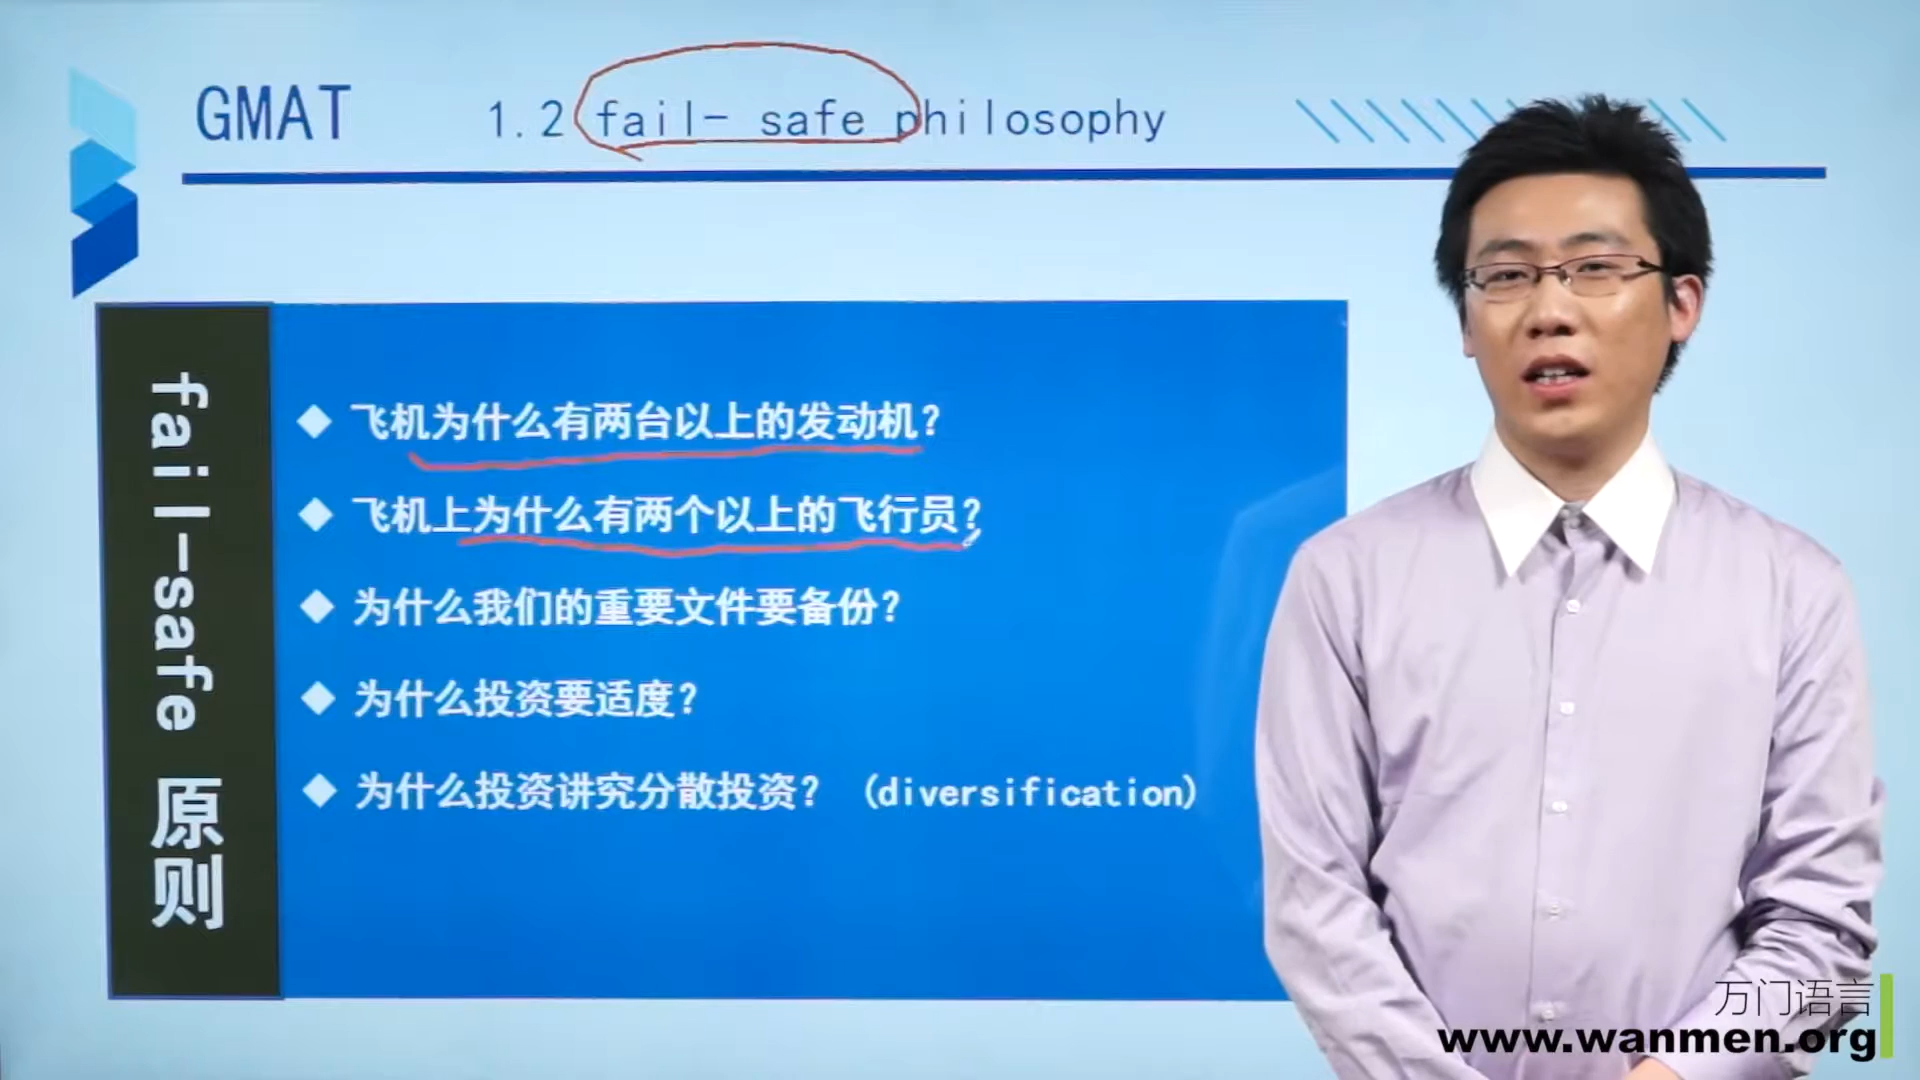 GMAT
1.2 fail- safe philosophy
fail-safe 原则
飞机为什么有两台以上的发动机?
飞机上为什么有两个以上的飞行员?
为什么我们的重要文件要备份?
为什么投资要适度?
为什么投资讲究分散投资? (diversification)
万门语言
www.wanmen.org